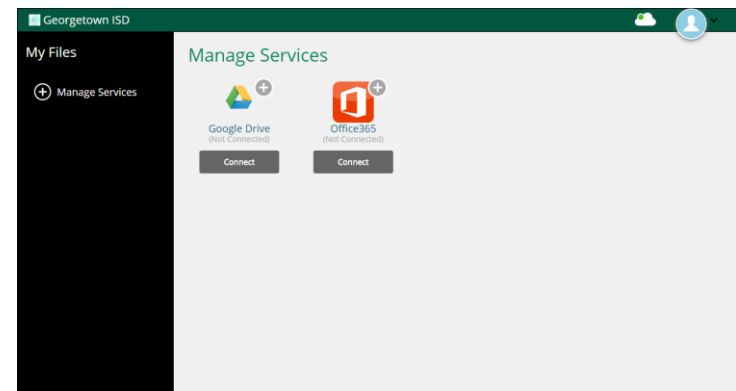 Georgetown ISD
My Files
Manage Services
Manage Services
Google Drive
(Not Connected)
Connect
Office365
(Not Connected)
Connect